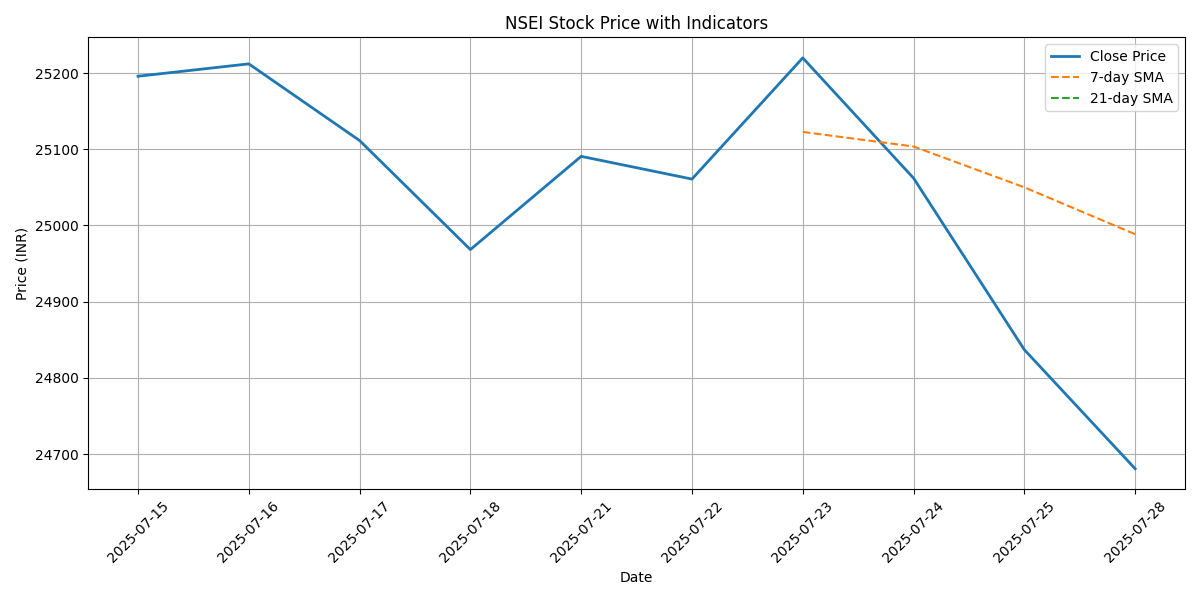 NSEI Stock Price with Indicators
Close Price
7-day SMA
21-day SMA
Price (INR)
25200
25100
25000
24900
24800
24700
2025-07-15
2025-07-16
2025-07-17
2025-07-18
2025-07-21
2025-07-22
2025-07-23
2025-07-24
2025-07-25
2025-07-28
Date